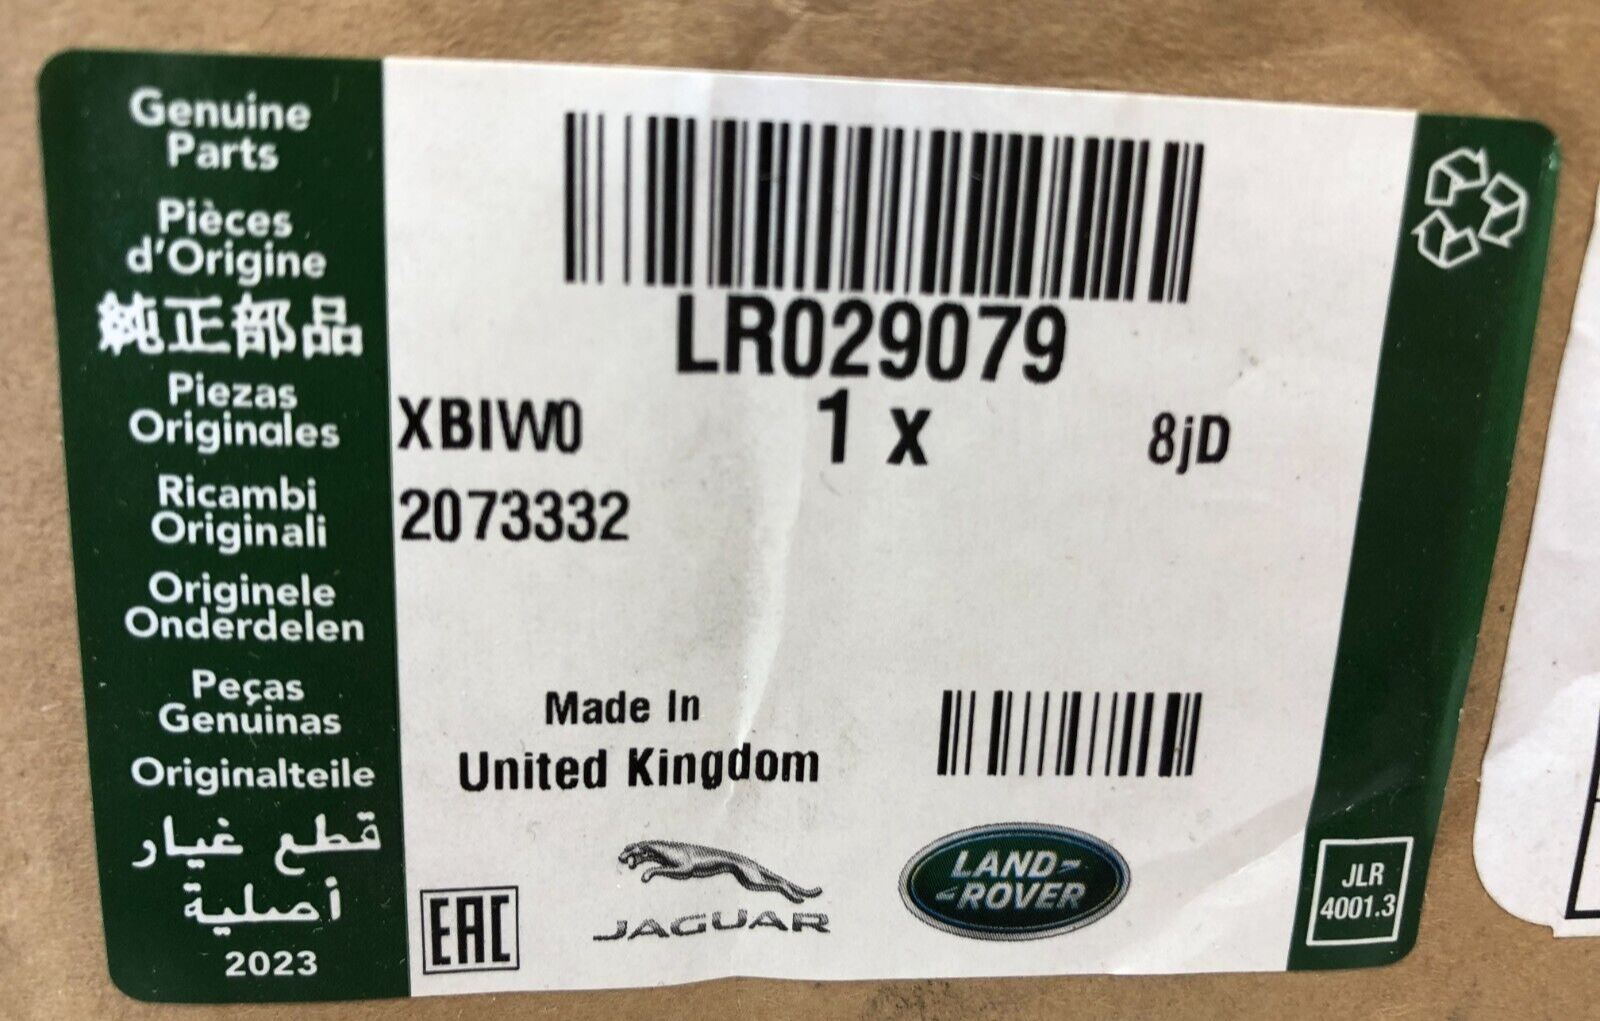 Genuine
Parts
Pièces
d'Origine
純正部品
Piezas
Originales
Ricambi
Originali
Originele
Onderdelen
Peças
Genuinas
Originalteile
قطع غيار
أصلية
2023
LR029079
XBIW0 1 x 8jD
2073332
Made In
United Kingdom
EAC
JAGUAR
LAND-
-ROVER
JLR
4001.3